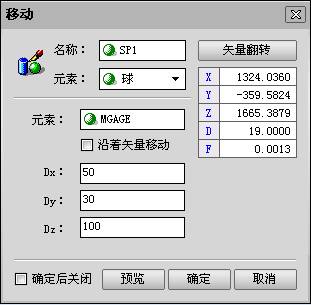 移动
名称： SP1 矢量翻转
元素： 球
X 1324.0360
Y -359.5824
Z 1665.3879
D 19.0000
F 0.0013
元素： MGAGE
沿着矢量移动
Dx： 50
Dy： 30
Dz： 100
确定后关闭 预览 确定 取消